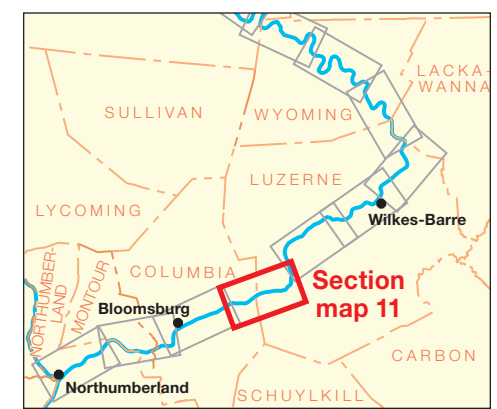 LACKA-
WANNA
SULLIVAN
WYOMING
LUZERNE
LYCOMING
Wilkes-Barre
COLUMBIA
Section
map 11
NORTHUMBER-
LAND
MONTOUR
Bloomsburg
CARBON
Northumberland
SCHUYLKILL